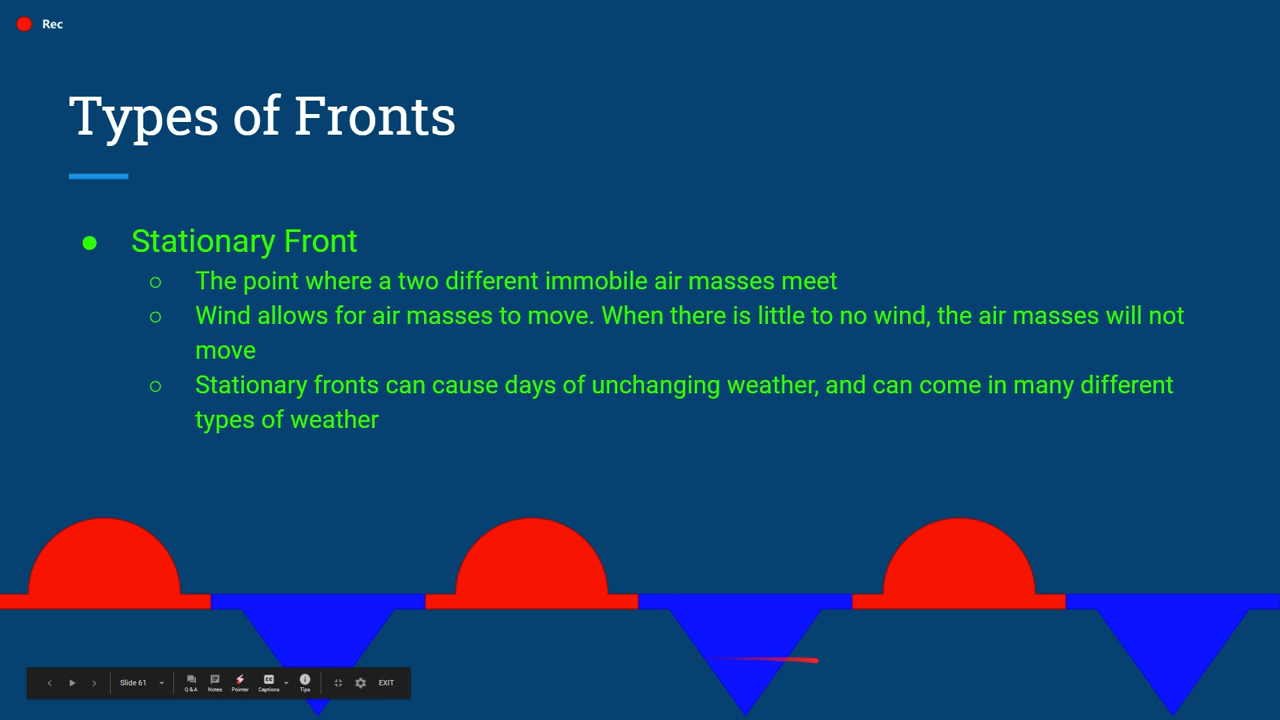 Rec
Types of Fronts
● Stationary Front
○ The point where a two different immobile air masses meet
○ Wind allows for air masses to move. When there is little to no wind, the air masses will not
move
○ Stationary fronts can cause days of unchanging weather, and can come in many different
types of weather
Slide 61
Q & A
Notes
Pointer
Captions
Tips
EXIT